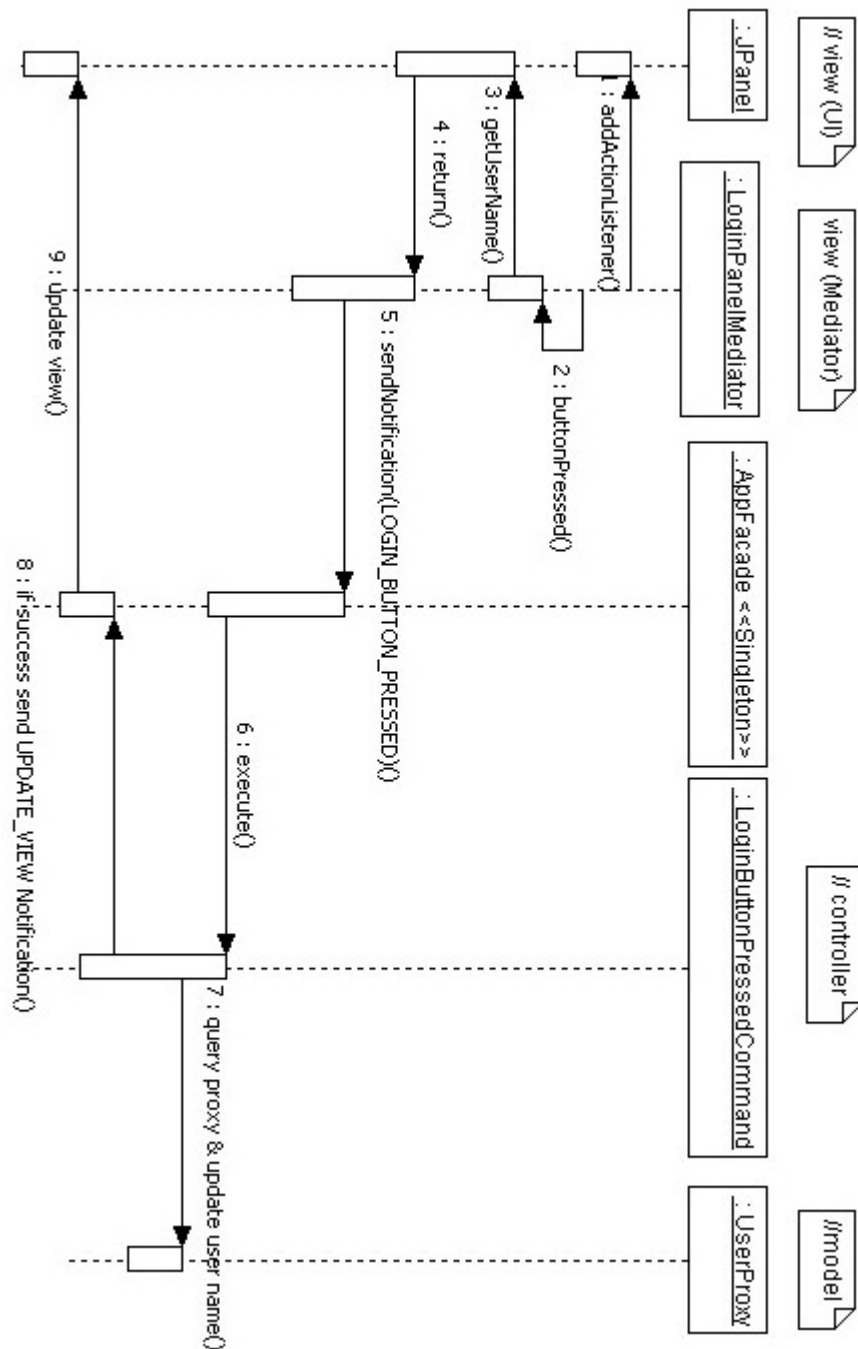 // view (UI)
view (Mediator)
// controller
//model
: JPanel
: LoginPanelMediator
: AppFacade <<Singleton>>
: LoginButtonPressedCommand
: UserProxy
1 : addActionListener()
2 : buttonPressed()
3 : getUserName()
4 : return()
5 : sendNotification(LOGIN_BUTTON_PRESSED)()
6 : execute()
7 : query proxy & update user name()
8 : if success send UPDATE_VIEW Notification()
9 : update view()